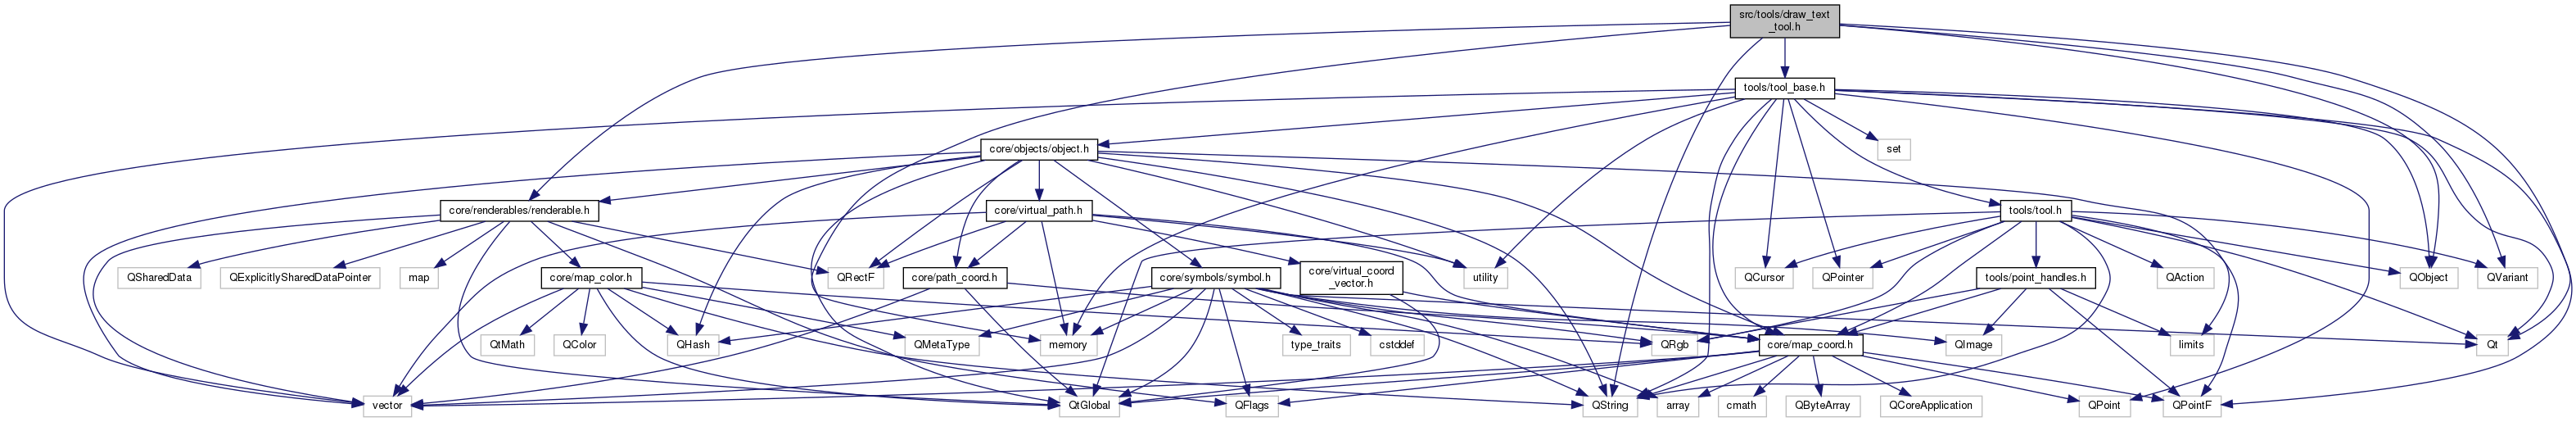 src/tools/draw_text
_tool.h
tools/tool_base.h
core/objects/object.h
set
core/renderables/renderable.h
core/virtual_path.h
tools/tool.h
QSharedData
QExplicitlySharedDataPointer
map
core/map_color.h
QRectF
core/path_coord.h
core/symbols/symbol.h
core/virtual_coord
_vector.h
utility
QCursor
QPointer
tools/point_handles.h
QAction
QObject
QVariant
QtMath
QColor
QHash
QMetaType
memory
type_traits
cstddef
QRgb
core/map_coord.h
QImage
limits
Qt
vector
QtGlobal
QFlags
QString
array
cmath
QByteArray
QCoreApplication
QPoint
QPointF